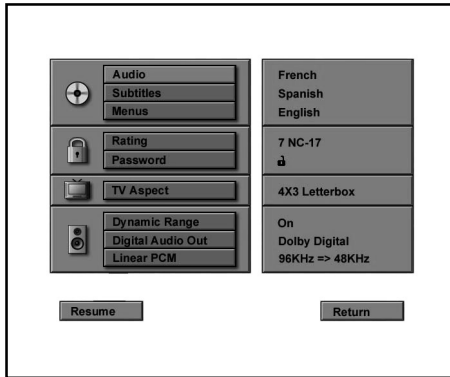 Audio French
Subtitles Spanish
Menus English
Rating 7 NC-17
Password
TV Aspect 4X3 Letterbox
Dynamic Range On
Digital Audio Out Dolby Digital
Linear PCM 96KHz => 48KHz
Resume Return